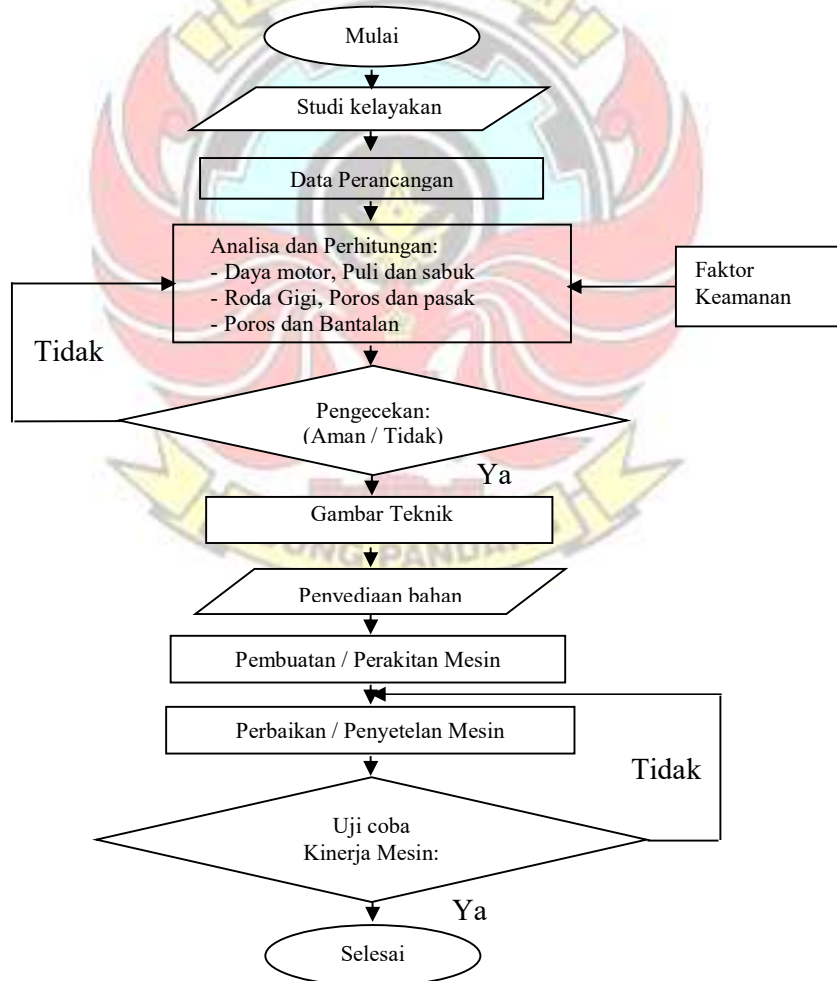 Mulai
Studi kelayakan
Data Perancangan
Analisa dan Perhitungan:
- Daya motor, Puli dan sabuk
- Roda Gigi, Poros dan pasak
- Poros dan Bantalan
Faktor
Keamanan
Tidak
Pengecekan:
(Aman / Tidak)
Ya
Gambar Teknik
UNG PANDA
Penyediaan bahan
Pembuatan / Perakitan Mesin
Perbaikan / Penyetelan Mesin
Tidak
Uji coba
Kinerja Mesin:
Ya
Selesai